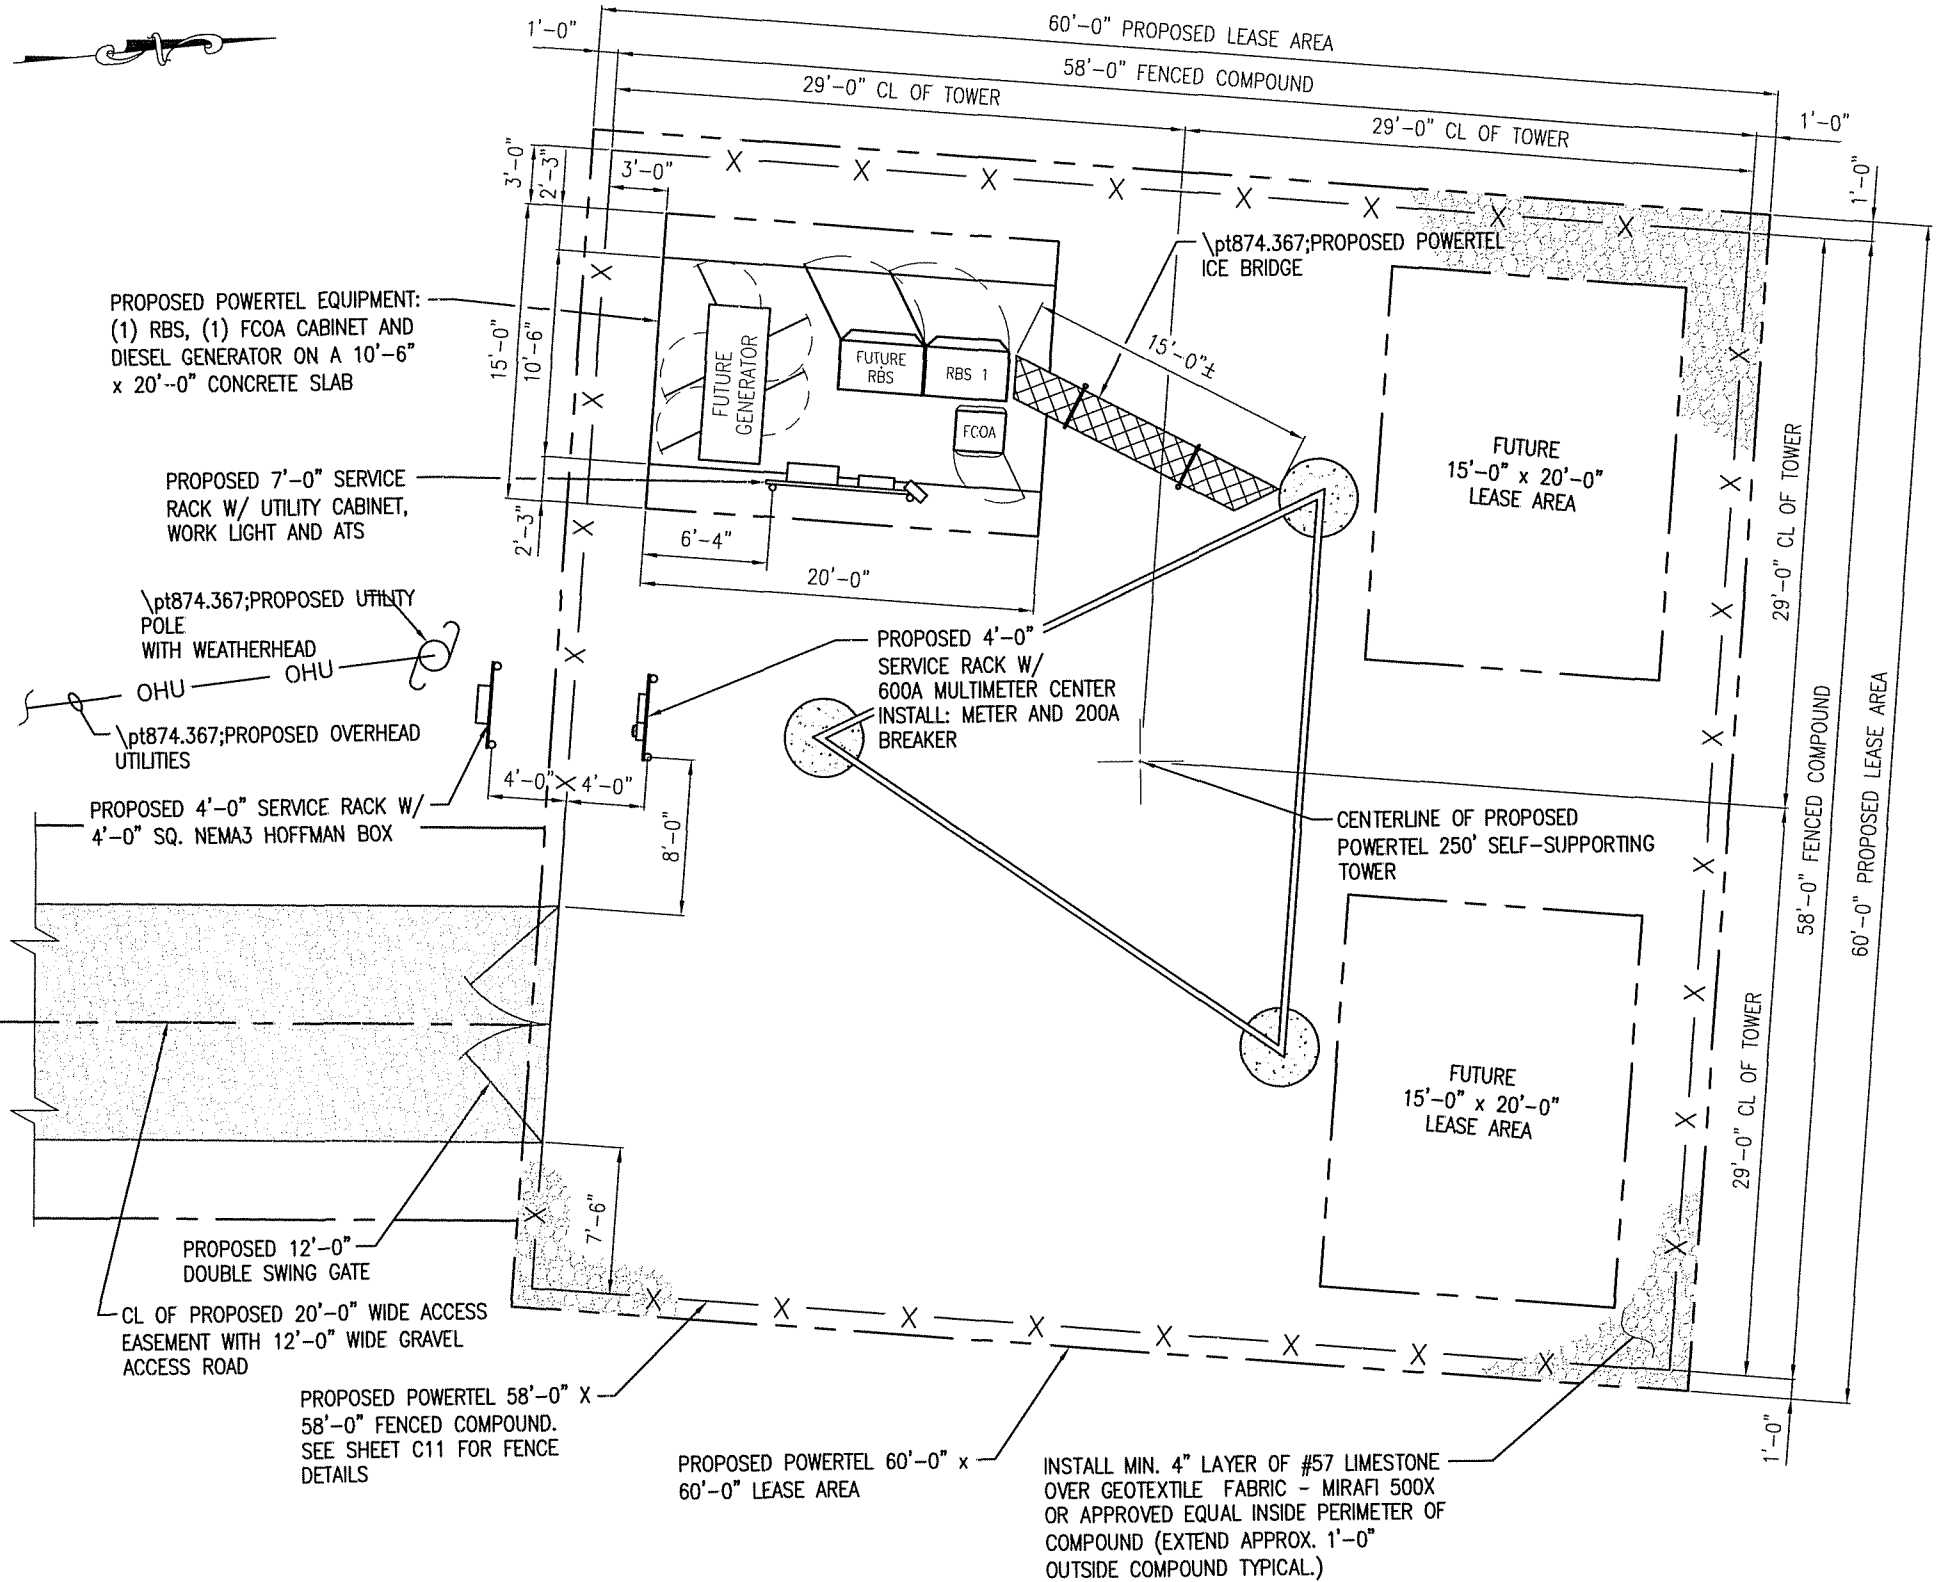 60'-0" PROPOSED LEASE AREA
1'-0"
58'-0" FENCED COMPOUND
29'-0" CL OF TOWER
29'-0" CL OF TOWER
1'-0"
3'-0"
2'-3"
3'-0"
1'-0"
X X X X X X X X
\pt874.367;PROPOSED POWERTEL
ICE BRIDGE
PROPOSED POWERTEL EQUIPMENT:
(1) RBS, (1) FCOA CABINET AND
DIESEL GENERATOR ON A 10'-6"
x 20'-0" CONCRETE SLAB
15'-0"
10'-6"
FUTURE
GENERATOR
FUTURE
RBS
RBS 1
FCOA
15'-0"±
FUTURE
15'-0" x 20'-0"
LEASE AREA
29'-0" CL OF TOWER
PROPOSED 7'-0" SERVICE
RACK W/ UTILITY CABINET,
WORK LIGHT AND ATS
2'-3"
6'-4"
20'-0"
\pt874.367;PROPOSED UTILITY
POLE
WITH WEATHERHEAD
OHU OHU
\pt874.367;PROPOSED OVERHEAD
UTILITIES
PROPOSED 4'-0"
SERVICE RACK W/
600A MULTIMETER CENTER
INSTALL: METER AND 200A
BREAKER
X X X X X
X X X X X X X X
4'-0"
4'-0"
8'-0"
PROPOSED 4'-0" SERVICE RACK W/
4'-0" SQ. NEMA3 HOFFMAN BOX
CENTERLINE OF PROPOSED
POWERTEL 250' SELF-SUPPORTING
TOWER
58'-0" FENCED COMPOUND
60'-0" PROPOSED LEASE AREA
FUTURE
15'-0" x 20'-0"
LEASE AREA
29'-0" CL OF TOWER
7'-6"
X
X X X X X X X X
PROPOSED 12'-0"
DOUBLE SWING GATE
CL OF PROPOSED 20'-0" WIDE ACCESS
EASEMENT WITH 12'-0" WIDE GRAVEL
ACCESS ROAD
PROPOSED POWERTEL 58'-0" X
58'-0" FENCED COMPOUND.
SEE SHEET C11 FOR FENCE
DETAILS
PROPOSED POWERTEL 60'-0" x
60'-0" LEASE AREA
INSTALL MIN. 4" LAYER OF #57 LIMESTONE
OVER GEOTEXTILE FABRIC - MIRAFI 500X
OR APPROVED EQUAL INSIDE PERIMETER OF
COMPOUND (EXTEND APPROX. 1'-0"
OUTSIDE COMPOUND TYPICAL.)
1'-0"